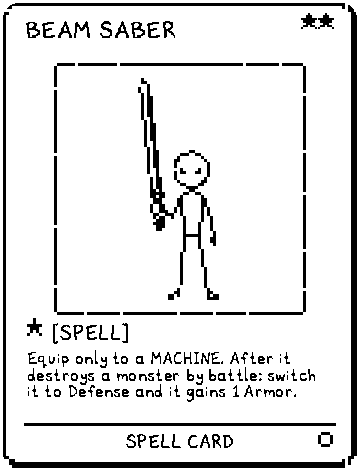 BEAM SABER
[SPELL]
Equip only to a MACHINE. After it
destroys a monster by battle: switch
it to Defense and it gains 1 Armor.
SPELL CARD